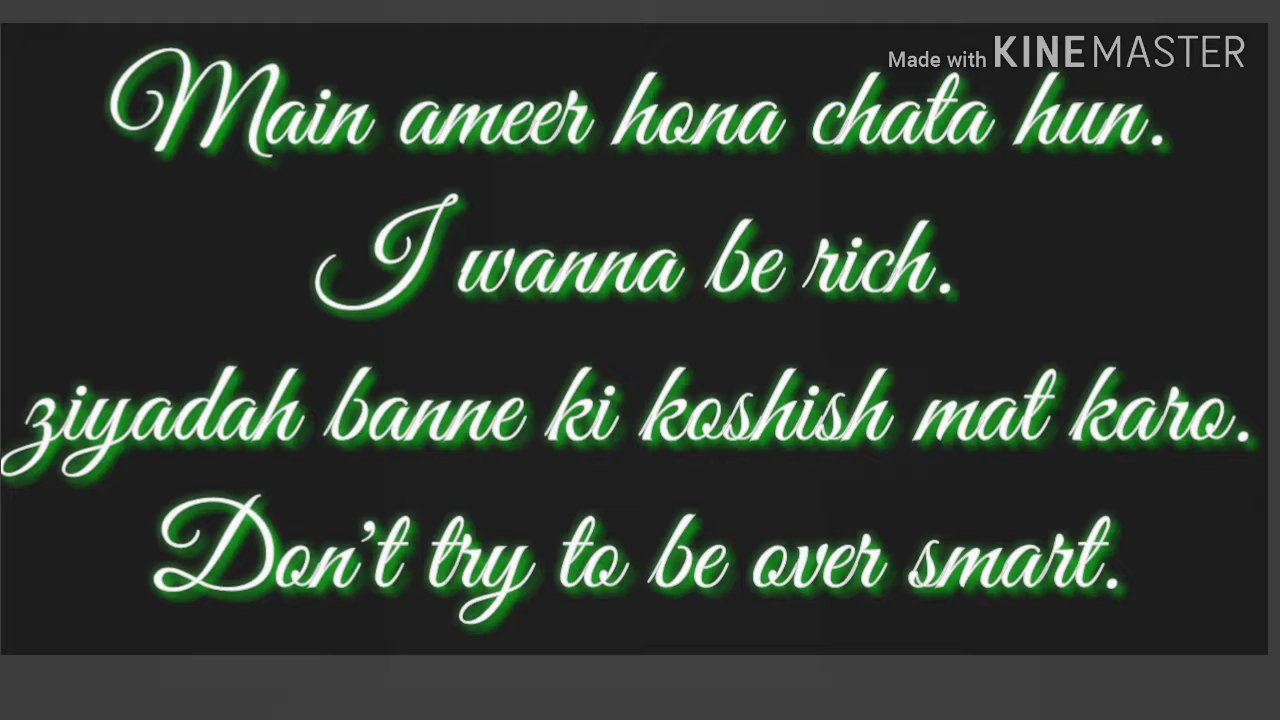 Made with KINEMASTER
Main ameer hona chata hun.
I wanna be rich.
ziyadah banne ki koshish mat karo.
Don't try to be over smart.